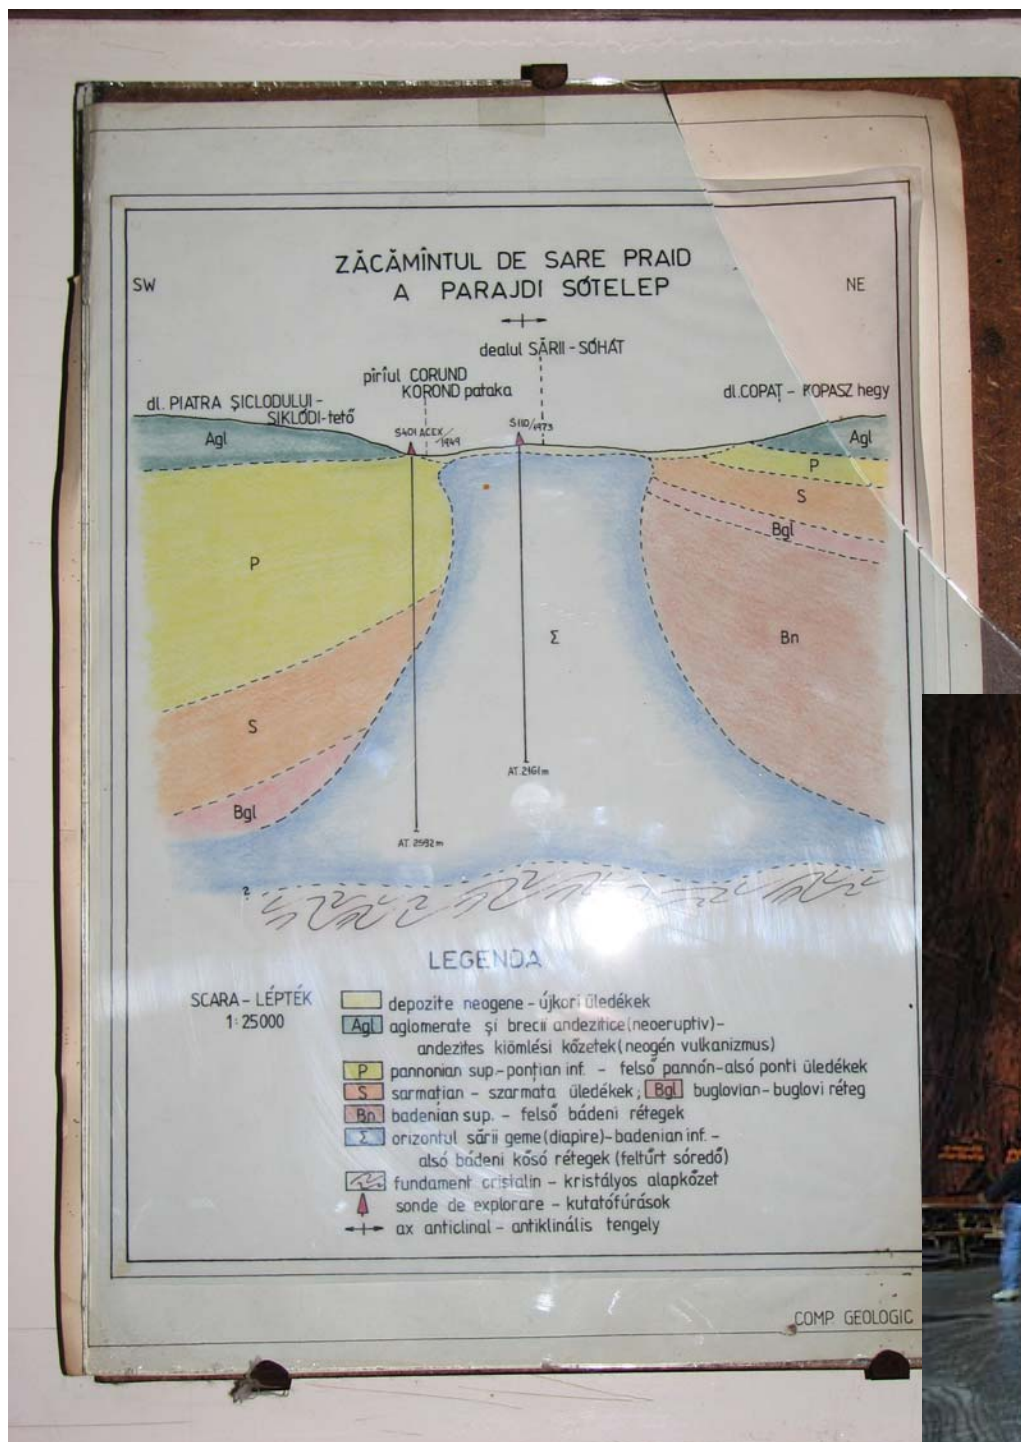 ZĂCĂMÎNTUL DE SARE PRAID
A PARAJDI SÓTELEP
SW
NE
dealul SĂRII - SÓHÁT
pîrîul CORUND
KOROND pataka
dl. PIATRA ŞICLODULUI -
SIKLÓDI-tető
dl. COPAŢ - KOPASZ hegy
1949
S110/1973
Agl
Agl
P
P
S
Bgl
Σ
Bn
S
Bgl
AT. 2161m
AT. 2592m
?
LEGENDA
SCARA - LÉPTÉK
1:25000
depozite neogene - újkori üledékek
Agl aglomerate şi brecii andezitice (neoeruptiv) -
andezites kiömlési kőzetek (neogén vulkanizmus)
P pannonian sup - ponţian inf. - felső pannón - alsó ponti üledékek
S sarmaţian - szarmata üledékek; Bgl buglovian - buglovi réteg
Bn badenian sup. - felső bádeni rétegek
Σ orizontul sării geme (diapire) - badenian inf. -
alsó bádeni kősó rétegek (feltűrt sóredő)
fundament cristalin - kristályos alapkőzet
sonde de explorare - kutatófúrások
ax anticlinal - antiklinális tengely
COMP. GEOLOGIC